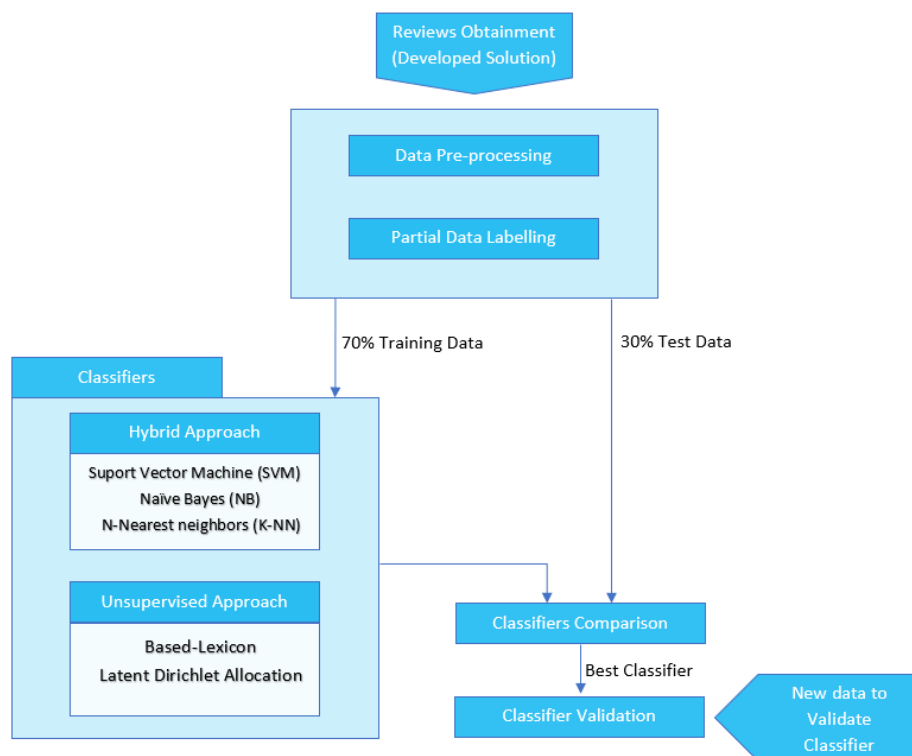 Reviews Obtainment
(Developed Solution)
Data Pre-processing
Partial Data Labelling
70% Training Data
30% Test Data
Classifiers
Hybrid Approach
Suport Vector Machine (SVM)
Naïve Bayes (NB)
N-Nearest neighbors (K-NN)
Unsupervised Approach
Based-Lexicon
Latent Dirichlet Allocation
Classifiers Comparison
Best Classifier
Classifier Validation
New data to
Validate
Classifier